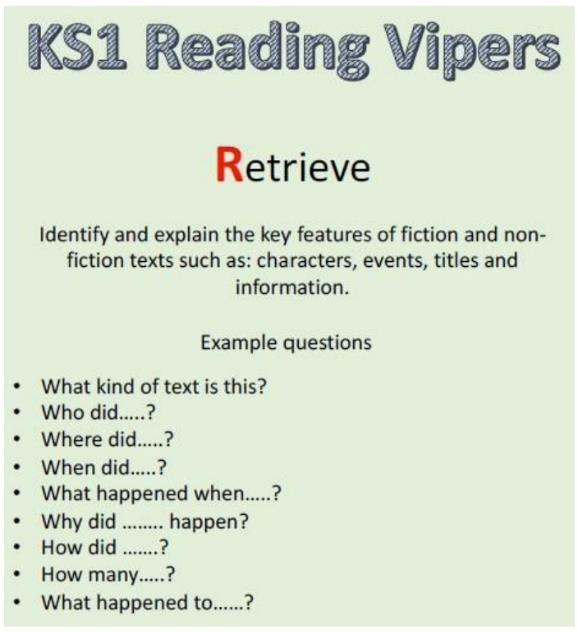 KS1 Reading Vipers
Retrieve
Identify and explain the key features of fiction and non-
fiction texts such as: characters, events, titles and
information.
Example questions
• What kind of text is this?
• Who did.....?
• Where did.....?
• When did.....?
• What happened when.....?
• Why did ........ happen?
• How did .......?
• How many.....?
• What happened to......?